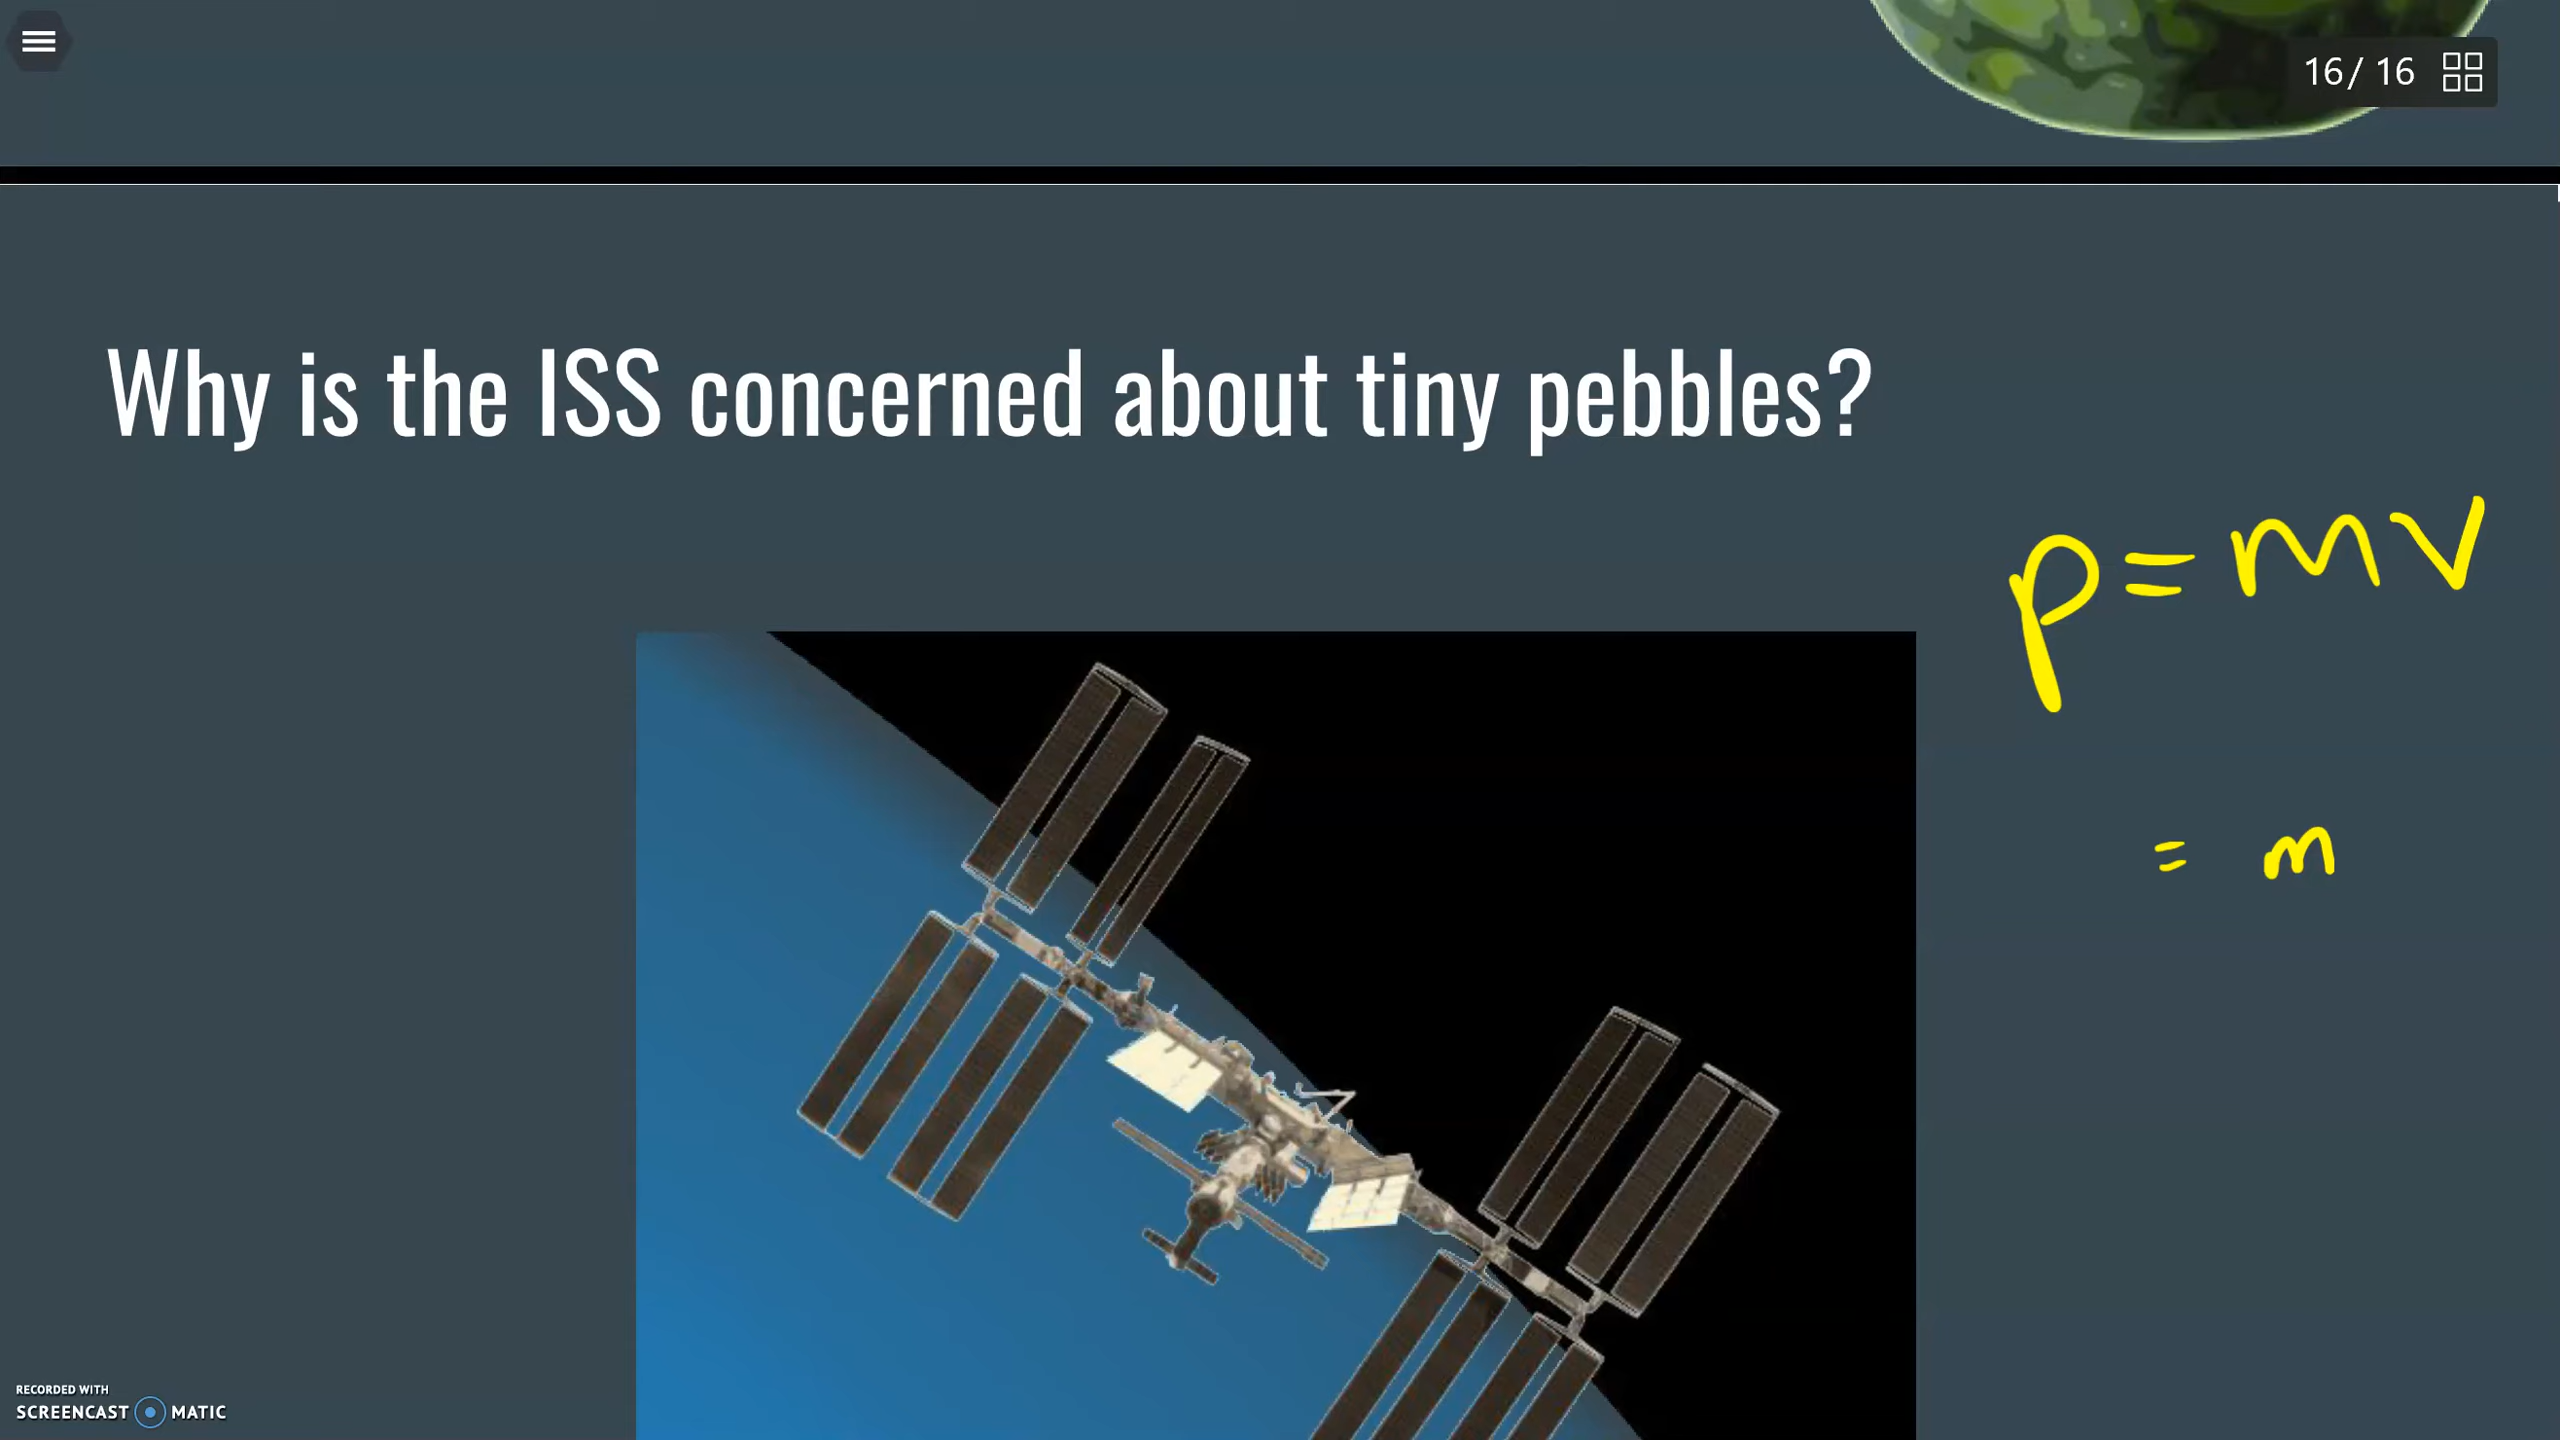 16/ 16
Why is the ISS concerned about tiny pebbles?
p = mv
= m
RECORDED WITH
SCREENCAST MATIC